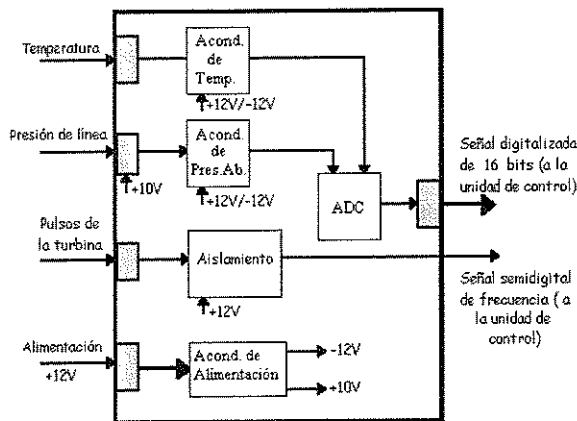 Temperatura
Acond.
de
Temp.
+12V/-12V
Presión de línea
Acond.
de
Pres.Ab.
+10V
+12V/-12V
ADC
Señal digitalizada
de 16 bits (a la
unidad de control)
Pulsos de
la turbina
Aislamiento
+12V
Señal semidigital
de frecuencia ( a
la unidad de
control)
Alimentación
+12V
Acond. de
Alimentación
-12V
+10V